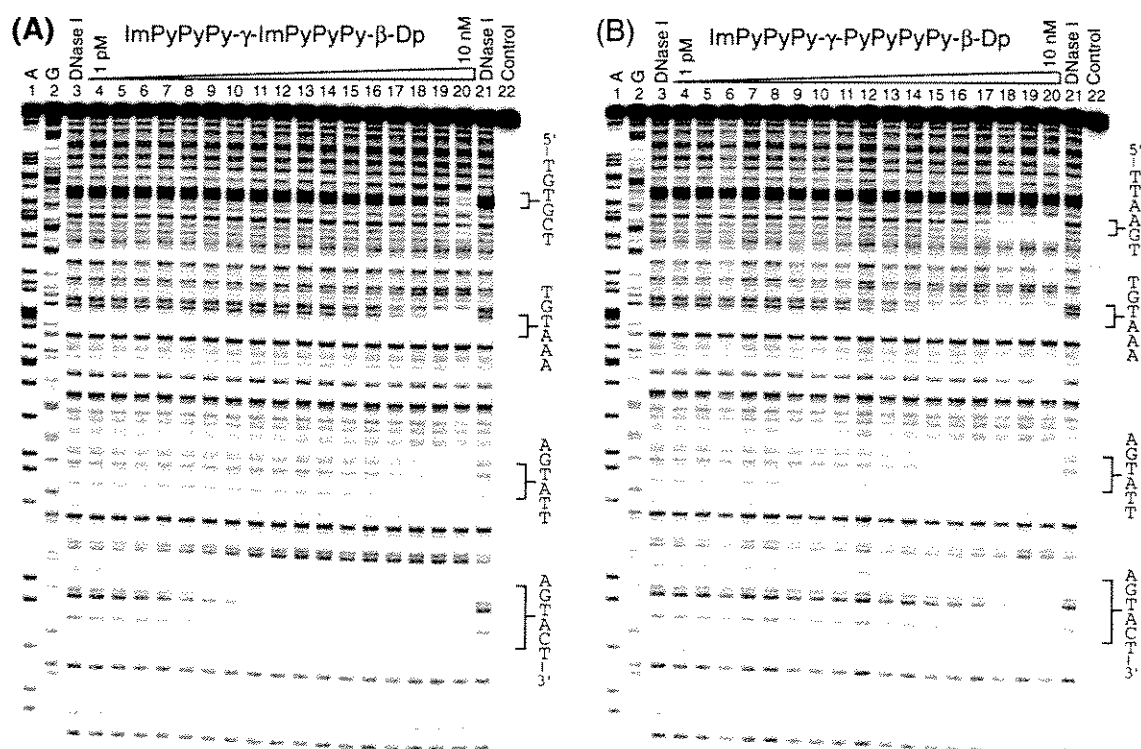 (A)
ImPyPyPy-γ-ImPyPyPy-β-Dp
A
G
DNase I
1 pM
10 nM
DNase I
Control
1 2 3 4 5 6 7 8 9 10 11 12 13 14 15 16 17 18 19 20 21 22
5'-TGTGCT
TGTAAA
AGTATT
AGTACT-3'
(B)
ImPyPyPy-γ-PyPyPyPy-β-Dp
A
G
DNase I
1 pM
10 nM
DNase I
Control
1 2 3 4 5 6 7 8 9 10 11 12 13 14 15 16 17 18 19 20 21 22
5'-TTAAGT
TGTAAA
AGTATT
AGTACT-3'